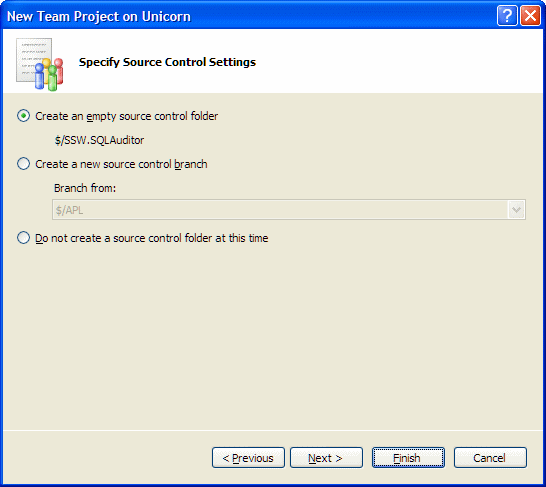 New Team Project on Unicorn
Specify Source Control Settings
Create an empty source control folder
$/SSW.SQLAuditor
Create a new source control branch
Branch from:
$/APL
Do not create a source control folder at this time
< Previous
Next >
Finish
Cancel